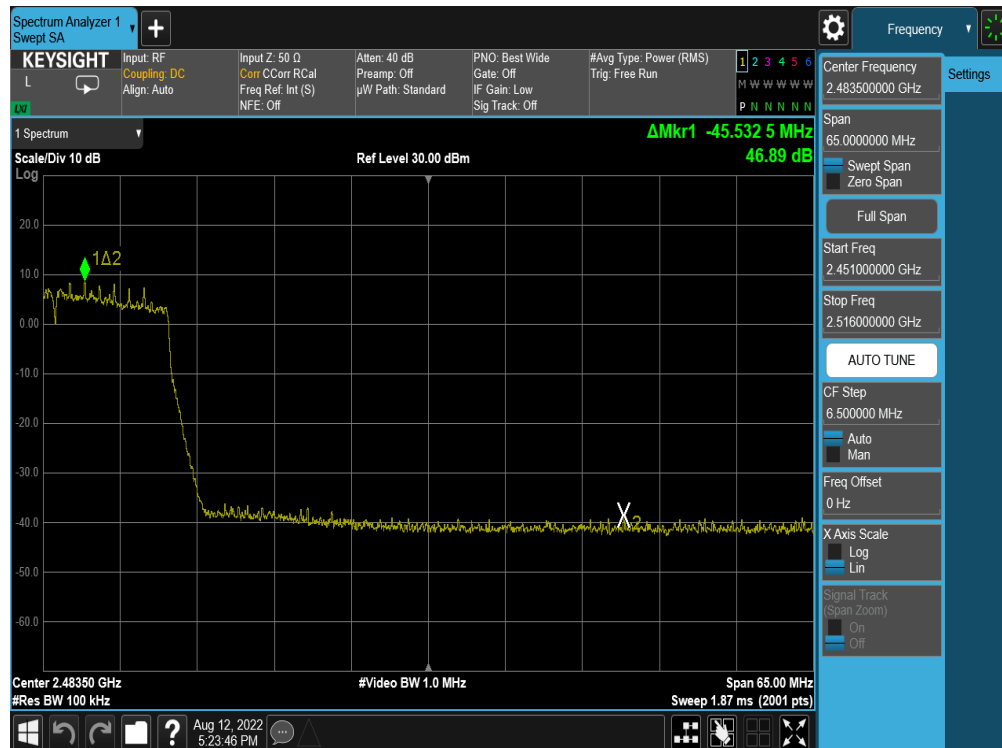 Spectrum Analyzer 1
Swept SA
Frequency
KEYSIGHT
L
LXI
Input: RF
Coupling: DC
Align: Auto
Input Z: 50 Ω
Corr CCorr RCal
Freq Ref: Int (S)
NFE: Off
Atten: 40 dB
Preamp: Off
µW Path: Standard
PNO: Best Wide
Gate: Off
IF Gain: Low
Sig Track: Off
#Avg Type: Power (RMS)
Trig: Free Run
1 2 3 4 5 6
M W W W W W
P N N N N N
Center Frequency
2.483500000 GHz
Settings
Span
65.0000000 MHz
Swept Span
Zero Span
Full Span
Start Freq
2.451000000 GHz
Stop Freq
2.516000000 GHz
AUTO TUNE
CF Step
6.500000 MHz
Auto
Man
Freq Offset
0 Hz
X Axis Scale
Log
Lin
Signal Track
(Span Zoom)
On
Off
1 Spectrum
ΔMkr1 -45.532 5 MHz
Scale/Div 10 dB
Ref Level 30.00 dBm
46.89 dB
Log
20.0
1Δ2
10.0
0.00
-10.0
-20.0
-30.0
X2
-40.0
-50.0
-60.0
Center 2.48350 GHz
#Video BW 1.0 MHz
Span 65.00 MHz
#Res BW 100 kHz
Sweep 1.87 ms (2001 pts)
?
Aug 12, 2022
5:23:46 PM